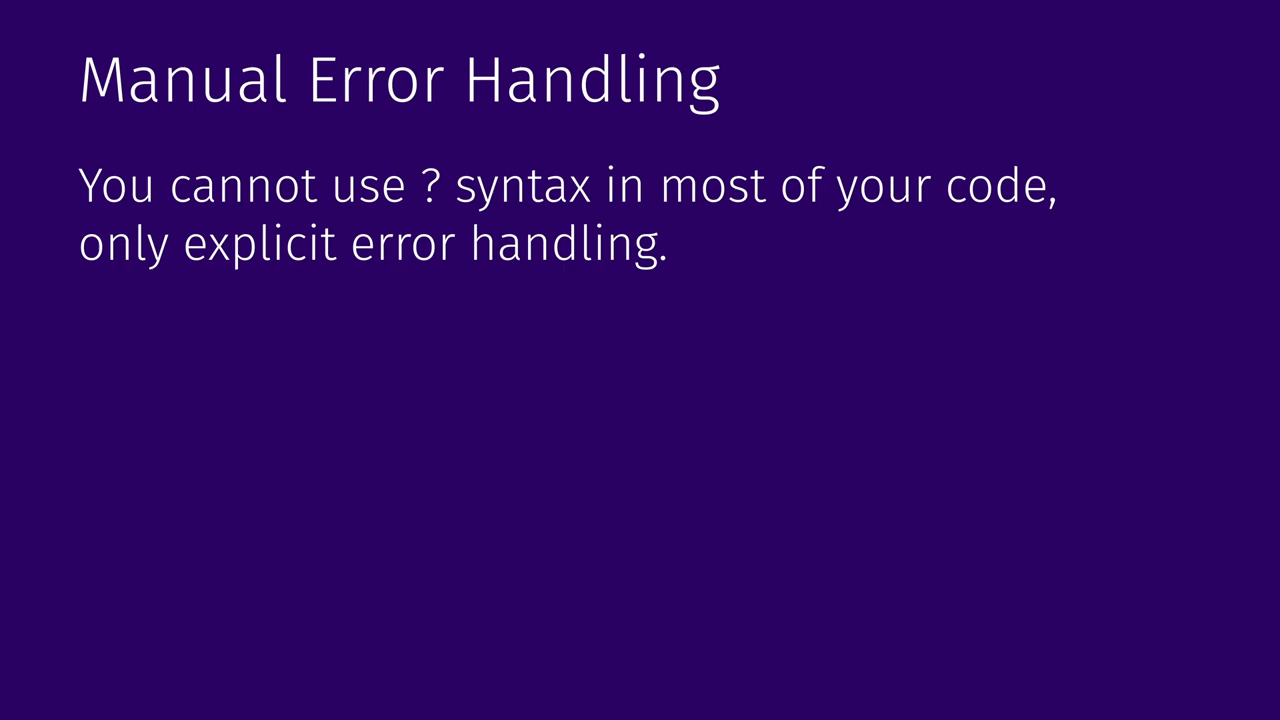 Manual Error Handling
You cannot use ? syntax in most of your code,
only explicit error handling.